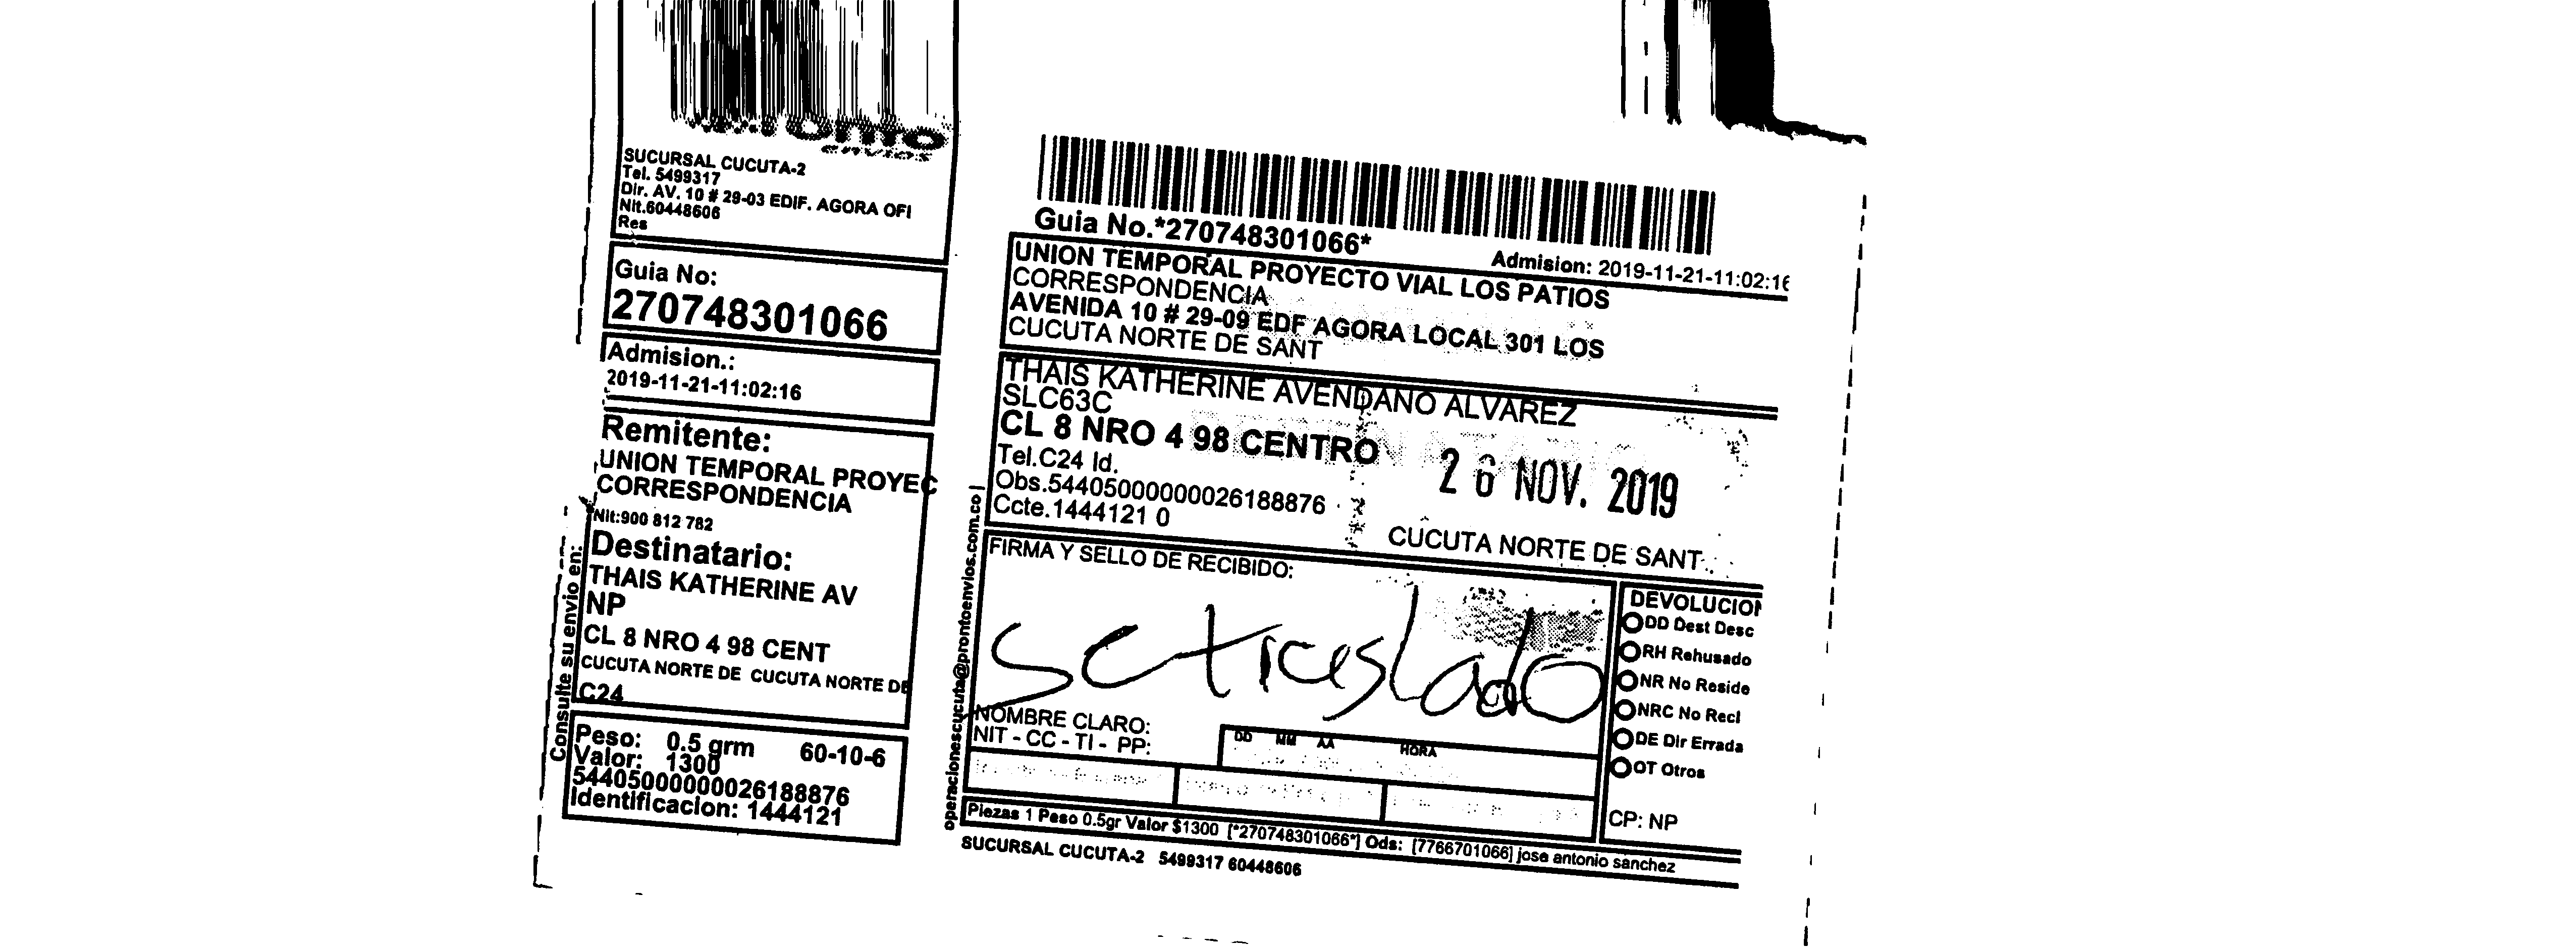 envios
SUCURSAL CUCUTA-2
Tel. 5499317
Dir. AV. 10 # 29-03 EDIF. AGORA OFI
Nit.60448606
Res
Guia No:
270748301066
Admision.:
2019-11-21-11:02:16
Remitente:
UNION TEMPORAL PROYEC
CORRESPONDENCIA
Nit:900 812 782
Destinatario:
THAIS KATHERINE AV
NP
CL 8 NRO 4 98 CENT
CUCUTA NORTE DE CUCUTA NORTE DE
C24
Peso: 0.5 grm 60-10-6
Valor: 1300
54405000000026188876
Identificacion: 1444121
Consulte su envio en:
operacionescucuta@prontoenvios.com.co
Guia No.*270748301066*
Admision: 2019-11-21-11:02:16
UNION TEMPORAL PROYECTO VIAL LOS PATIOS
CORRESPONDENCIA
AVENIDA 10 # 29-09 EDF AGORA LOCAL 301 LOS
CUCUTA NORTE DE SANT
THAIS KATHERINE AVENDANO ALVAREZ
SLC63C
CL 8 NRO 4 98 CENTRO
Tel.C24 Id.
26 NOV. 2019
Obs.54405000000026188876
Ccte.1444121 0
CUCUTA NORTE DE SANT
FIRMA Y SELLO DE RECIBIDO:
se traslado
NOMBRE CLARO:
NIT - CC - TI - PP:
DD MM AA HORA
DEVOLUCION
DD Dest Desc
RH Rehusado
NR No Reside
NRC No Recl
DE Dir Errada
OT Otros
CP: NP
Piezas 1 Peso 0.5gr Valor $1300 [*270748301066*] Ods: [7766701066] jose antonio sanchez
SUCURSAL CUCUTA-2 5499317 60448606